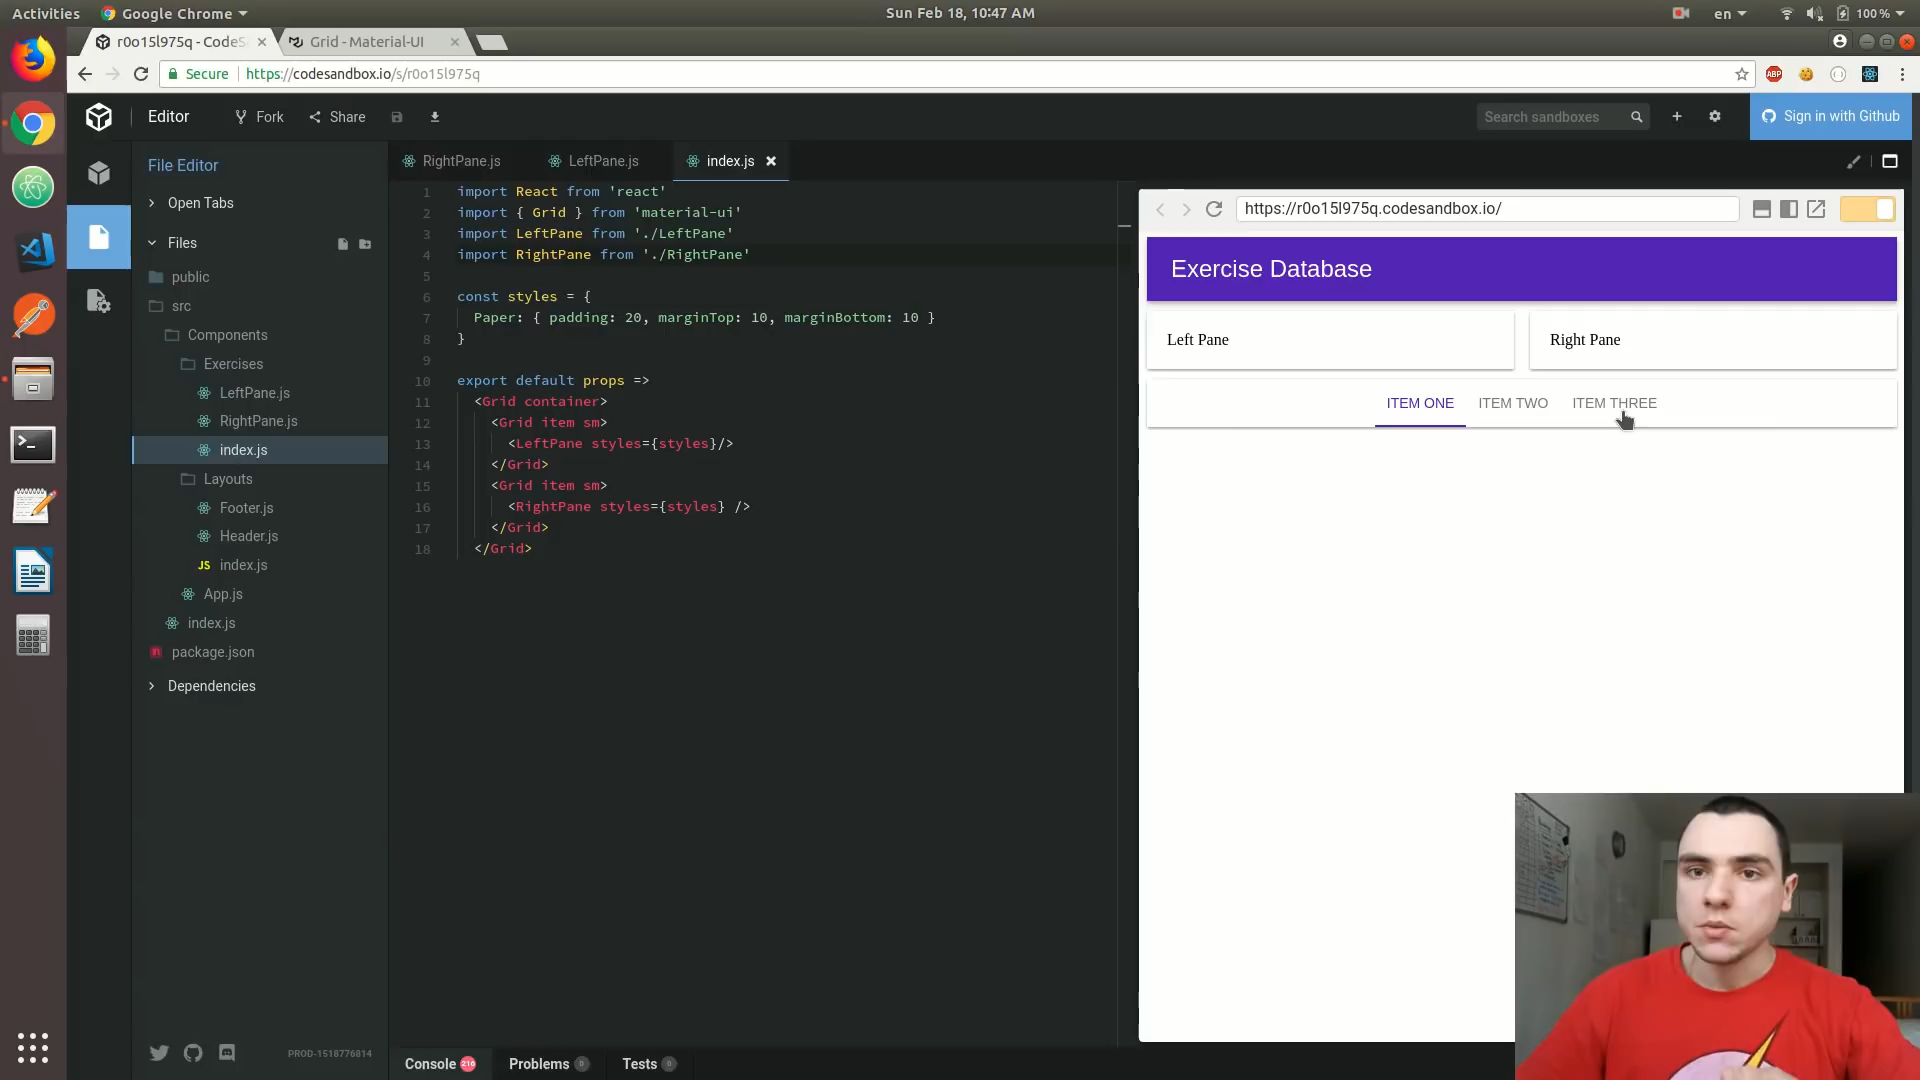 Activities
Google Chrome
Sun Feb 18, 10:47 AM
en
100 %
r0o15l975q - CodeS
Grid - Material-UI
Secure
https://codesandbox.io/s/r0o15l975q
ABP
Editor
Fork
Share
Search sandboxes
Sign in with Github
File Editor
Open Tabs
Files
public
src
Components
Exercises
LeftPane.js
RightPane.js
index.js
Layouts
Footer.js
Header.js
JS index.js
App.js
index.js
package.json
Dependencies
PROD-1518776814
RightPane.js
LeftPane.js
index.js
1 import React from 'react'
2 import { Grid } from 'material-ui'
3 import LeftPane from './LeftPane'
4 import RightPane from './RightPane'
5
6 const styles = {
7 Paper: { padding: 20, marginTop: 10, marginBottom: 10 }
8 }
9
10 export default props =>
11 <Grid container>
12 <Grid item sm>
13 <LeftPane styles={styles}/>
14 </Grid>
15 <Grid item sm>
16 <RightPane styles={styles} />
17 </Grid>
18 </Grid>
Console 216
Problems 0
Tests 0
https://r0o15l975q.codesandbox.io/
Exercise Database
Left Pane
Right Pane
ITEM ONE
ITEM TWO
ITEM THREE